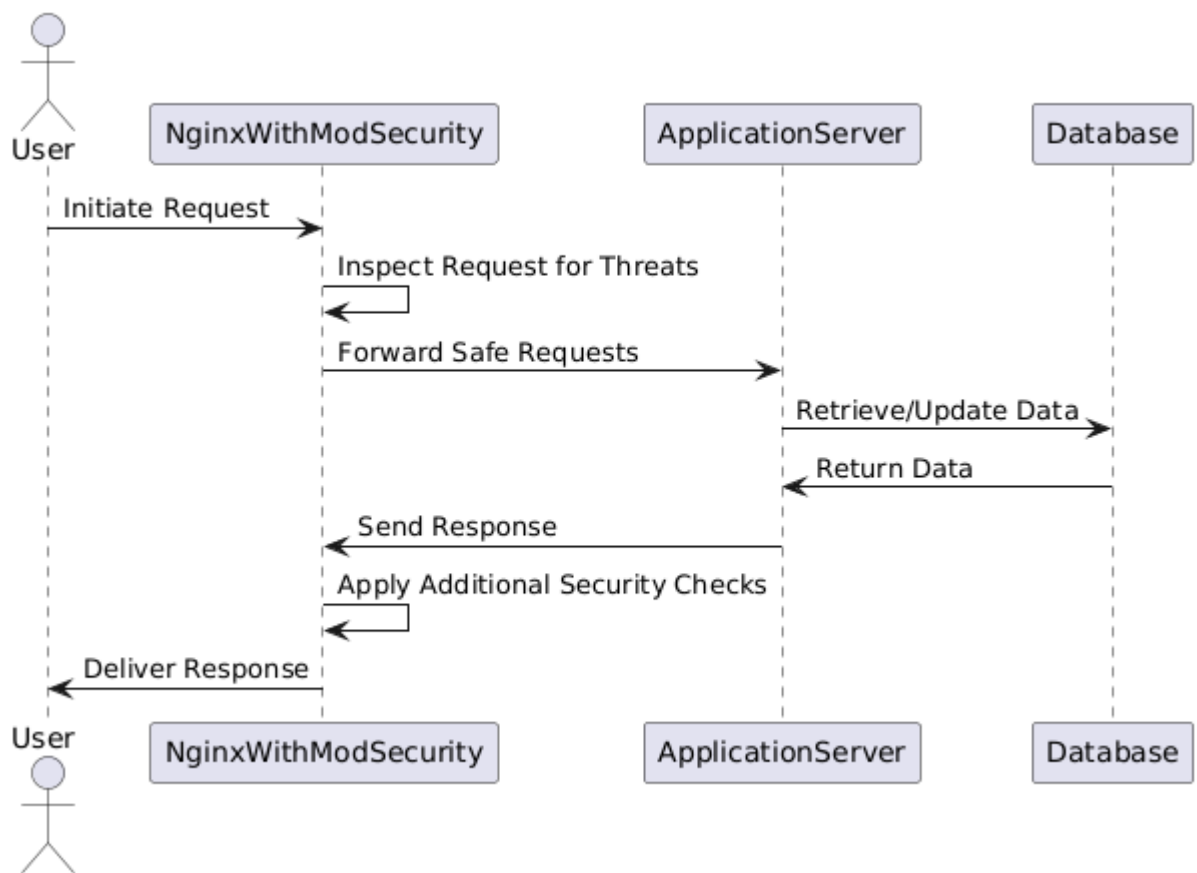 User
NginxWithModSecurity
ApplicationServer
Database
Initiate Request
Inspect Request for Threats
Forward Safe Requests
Retrieve/Update Data
Return Data
Send Response
Apply Additional Security Checks
Deliver Response
User
NginxWithModSecurity
ApplicationServer
Database